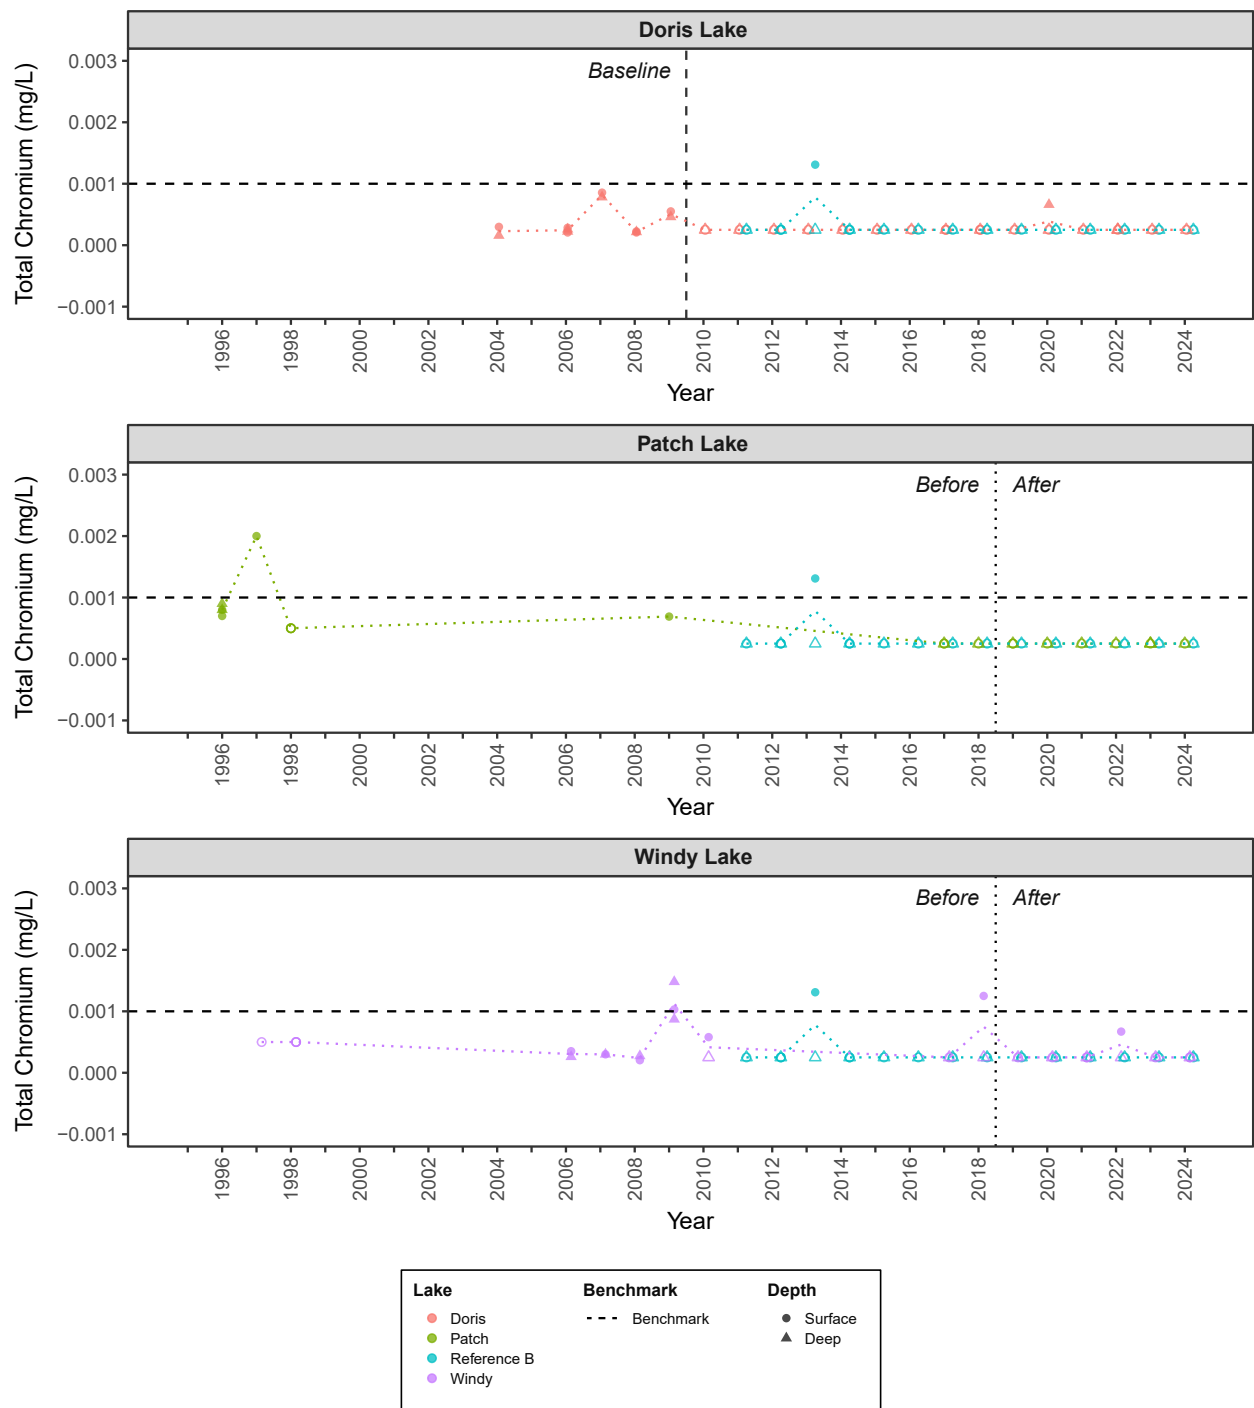 Doris Lake
Total Chromium (mg/L)
0.003
0.002
0.001
0.000
−0.001
Baseline
1996 1998 2000 2002 2004 2006 2008 2010 2012 2014 2016 2018 2020 2022 2024
Year
Patch Lake
Total Chromium (mg/L)
0.003
0.002
0.001
0.000
−0.001
Before After
1996 1998 2000 2002 2004 2006 2008 2010 2012 2014 2016 2018 2020 2022 2024
Year
Windy Lake
Total Chromium (mg/L)
0.003
0.002
0.001
0.000
−0.001
Before After
1996 1998 2000 2002 2004 2006 2008 2010 2012 2014 2016 2018 2020 2022 2024
Year
Lake
Doris
Patch
Reference B
Windy
Benchmark
Benchmark
Depth
Surface
Deep